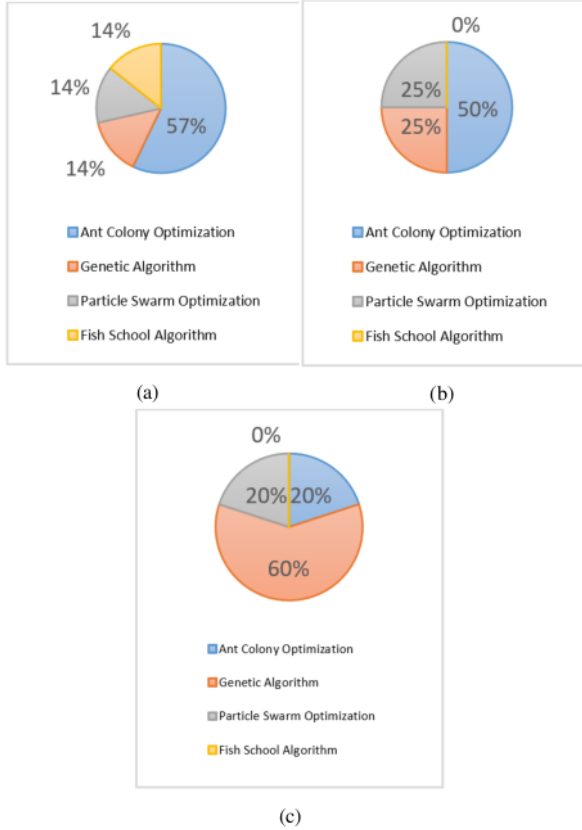 14%
14%
57%
14%
Ant Colony Optimization
Genetic Algorithm
Particle Swarm Optimization
Fish School Algorithm
(a)
0%
25%
50%
25%
Ant Colony Optimization
Genetic Algorithm
Particle Swarm Optimization
Fish School Algorithm
(b)
0%
20% 20%
60%
Ant Colony Optimization
Genetic Algorithm
Particle Swarm Optimization
Fish School Algorithm
(c)